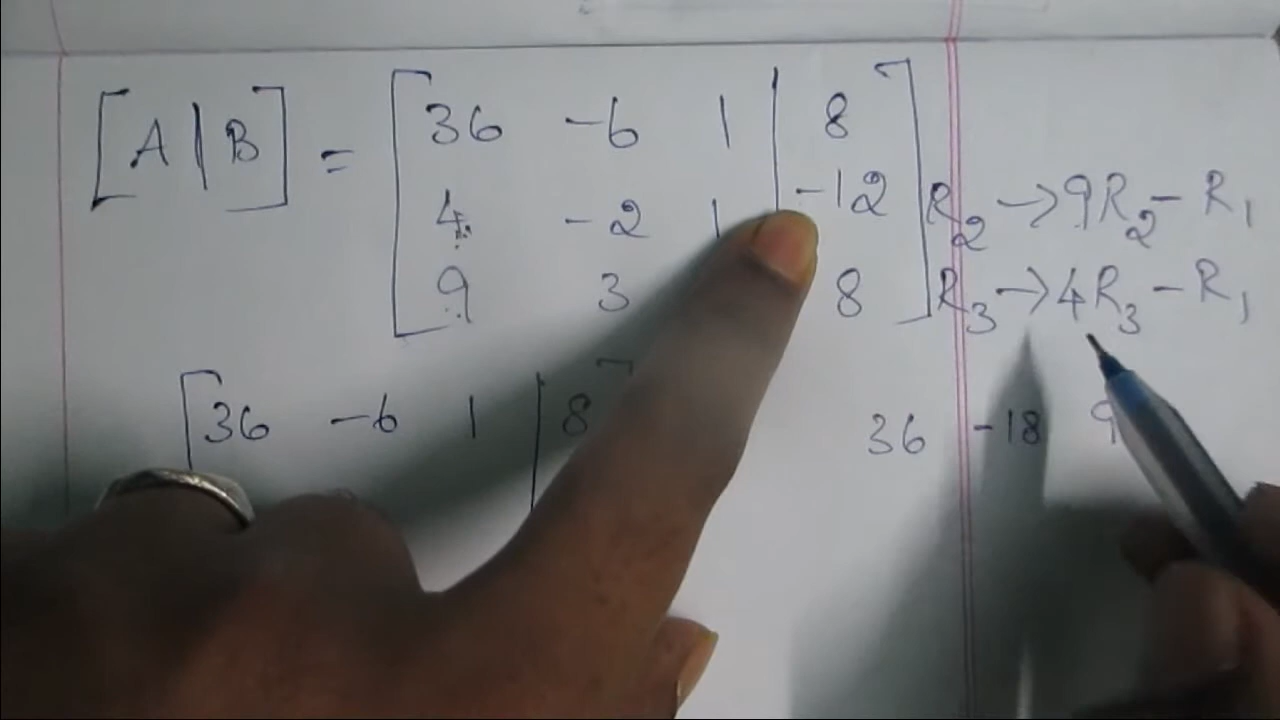 [A|B] = [36 -6 1 | 8
4 -2 1 | -12] R₂ → 9R₂ - R₁
9 3 8] R₃ → 4R₃ - R₁
[36 -6 1 | 8
36 -18 9